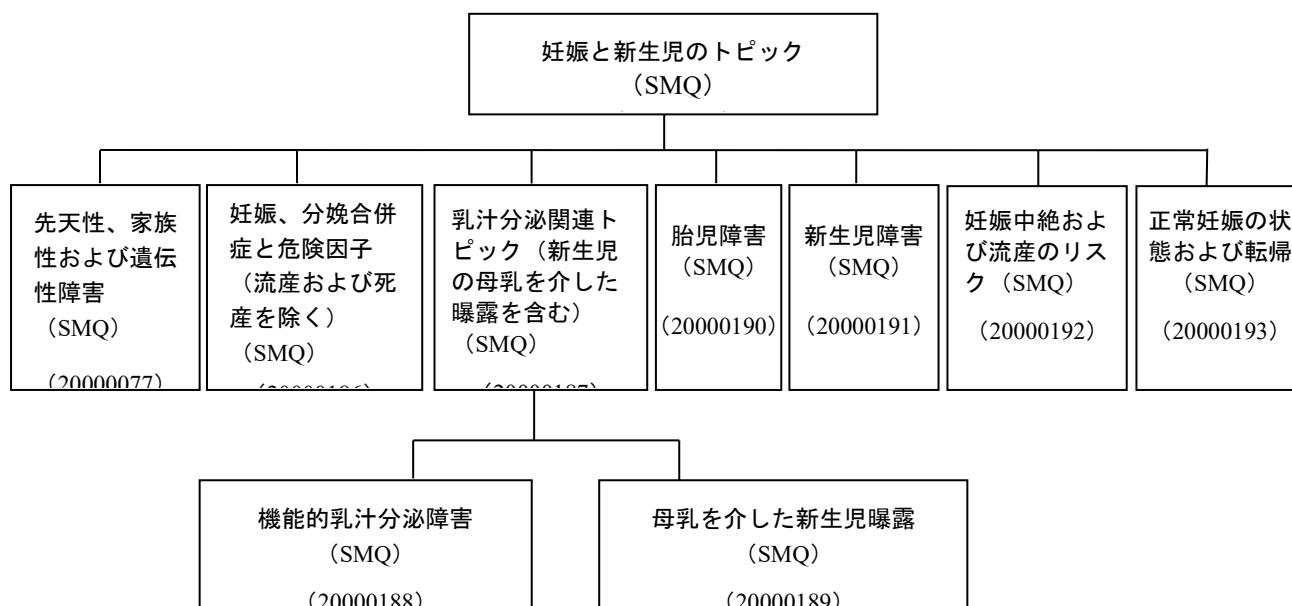 妊娠と新生児のトピック
（SMQ）
先天性、家族
性および遺伝
性障害
（SMQ）
（20000077）
妊娠、分娩合併
症と危険因子
（流産および死
産を除く）
（SMQ）
（20000186）
乳汁分泌関連ト
ピック（新生児
の母乳を介した
曝露を含む）
（SMQ）
（20000187）
胎児障害
（SMQ）
（20000190）
新生児障害
（SMQ）
（20000191）
妊娠中絶およ
び流産のリス
ク（SMQ）
（20000192）
正常妊娠の状
態および転帰
（SMQ）
（20000193）
機能的乳汁分泌障害
（SMQ）
（20000188）
母乳を介した新生児曝露
（SMQ）
（20000189）